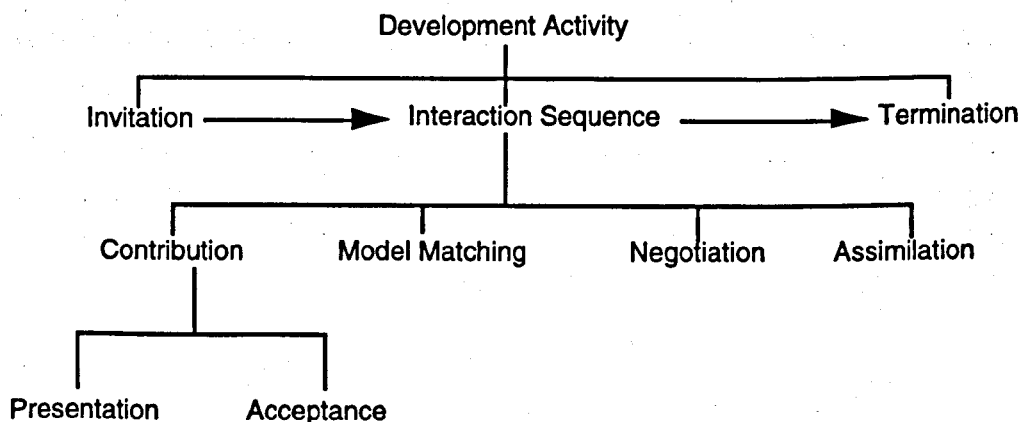 Development Activity
Invitation Interaction Sequence Termination
Contribution Model Matching Negotiation Assimilation
Presentation Acceptance